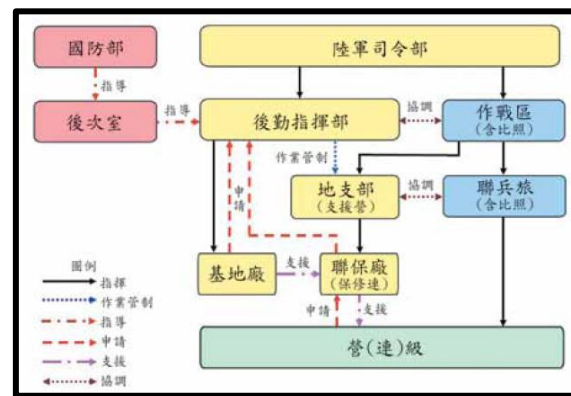 國防部
陸軍司令部
指導
後次室
指導
後勤指揮部
協調
作戰區
(含比照)
作業管制
申請
地支部
(支援營)
協調
聯兵旅
(含比照)
基地廠
支援
聯保廠
(保修連)
申請
支援
營(連)級
圖例
指揮
作業管制
指導
申請
支援
協調